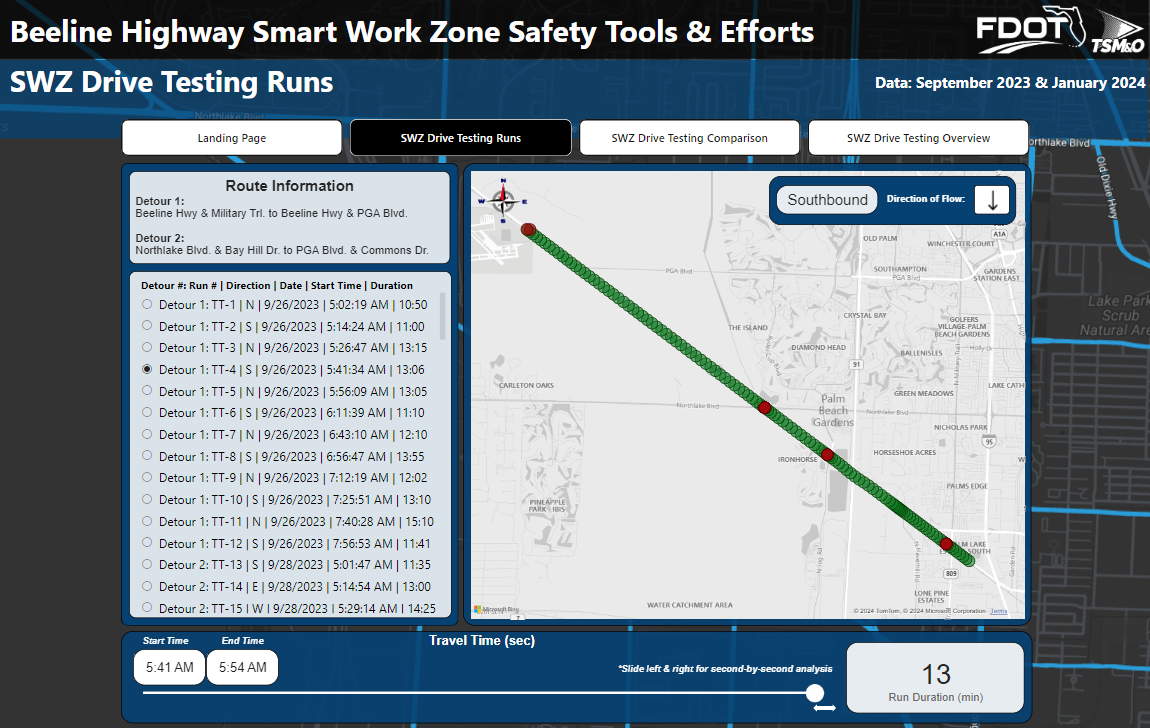 Beeline Highway Smart Work Zone Safety Tools & Efforts
FDOT
TSM&O
SWZ Drive Testing Runs
Data: September 2023 & January 2024
Northlake Blvd
Landing Page
SWZ Drive Testing Runs
SWZ Drive Testing Comparison
SWZ Drive Testing Overview
orthlake Blvd
Old Dixie Hwy
Route Information
Detour 1:
Beeline Hwy & Military Trl. to Beeline Hwy & PGA Blvd.
Detour 2:
Northlake Blvd. & Bay Hill Dr. to PGA Blvd. & Commons Dr.
Detour #: Run # | Direction | Date | Start Time | Duration
Detour 1: TT-1 | N | 9/26/2023 | 5:02:19 AM | 10:50
Detour 1: TT-2 | S | 9/26/2023 | 5:14:24 AM | 11:00
Detour 1: TT-3 | N | 9/26/2023 | 5:26:47 AM | 13:15
Detour 1: TT-4 | S | 9/26/2023 | 5:41:34 AM | 13:06
Detour 1: TT-5 | N | 9/26/2023 | 5:56:09 AM | 13:05
Detour 1: TT-6 | S | 9/26/2023 | 6:11:39 AM | 11:10
Detour 1: TT-7 | N | 9/26/2023 | 6:43:10 AM | 12:10
Detour 1: TT-8 | S | 9/26/2023 | 6:56:47 AM | 13:55
Detour 1: TT-9 | N | 9/26/2023 | 7:12:19 AM | 12:02
Detour 1: TT-10 | S | 9/26/2023 | 7:25:51 AM | 13:10
Detour 1: TT-11 | N | 9/26/2023 | 7:40:28 AM | 15:10
Detour 1: TT-12 | S | 9/26/2023 | 7:56:53 AM | 11:41
Detour 2: TT-13 | S | 9/28/2023 | 5:01:47 AM | 11:35
Detour 2: TT-14 | E | 9/28/2023 | 5:14:54 AM | 13:00
Detour 2: TT-15 | W | 9/28/2023 | 5:29:14 AM | 14:25
N
W
E
S
Southbound
Direction of Flow:
A1A
OLD PALM
WINCHESTER COURT
SOUTHAMPTON
PGA Blvd
PGA Blvd
GARDENS
STATION EAST
CRYSTAL BAY
GOLFERS
VILLAGE-PALM
BEACH GARDENS
THE ISLAND
DIAMOND HEAD
Holly Dr
BALLENISLES
N Military Trl
91
CARLETON OAKS
LAKE CATH
GREEN MEADOWS
Northlake Blvd
Palm
Beach
Gardens
Northlake Blvd
NICHOLAS PARK
95
IRONHORSE
HORSESHOE ACRES
PALMS EDGE
PINEAPPLE
PARK - IBIS
LM LAKE
SOUTH
809
LONE PINE
ESTATES
WATER CATCHMENT AREA
Microsoft Bing
© 2024 TomTom, © 2024 Microsoft Corporation Terms
7
Lake Park
Scrub
Natural Are
Start Time
End Time
5:41 AM
5:54 AM
Travel Time (sec)
*Slide left & right for second-by-second analysis
13
Run Duration (min)